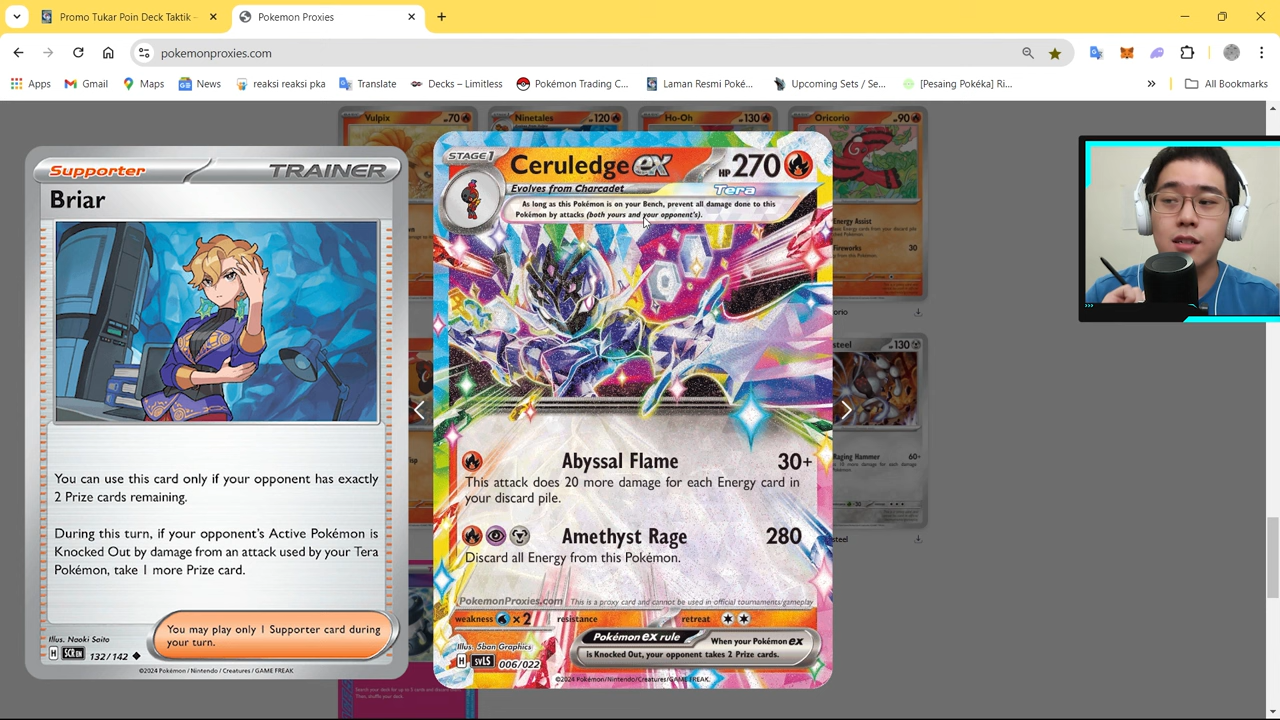 Promo Tukar Poin Deck Taktik -
Pokemon Proxies
pokemonproxies.com
Apps
Gmail
Maps
News
reaksi reaksi pka
Translate
Decks – Limitless
Pokémon Trading C...
Laman Resmi Poké...
Upcoming Sets / Se...
[Pesaing Pokéka] Ri...
»
All Bookmarks
Vulpix 70
Ninetales 120
Ho-Oh 130
Oricorio 90
Energy Assist
Fireworks 30
130
Raging Hammer 60+
Supporter
TRAINER
Briar
You can use this card only if your opponent has exactly
2 Prize cards remaining.
During this turn, if your opponent's Active Pokémon is
Knocked Out by damage from an attack used by your Tera
Pokémon, take 1 more Prize card.
You may play only 1 Supporter card during
your turn.
Illus. Naoki Saito
H SCR EN 132/142
©2024 Pokémon / Nintendo / Creatures / GAME FREAK
STAGE 1
Ceruledge ex HP 270
Evolves from Charcadet
Tera
As long as this Pokémon is on your Bench, prevent all damage done to this
Pokémon by attacks (both yours and your opponent's).
Abyssal Flame 30+
This attack does 20 more damage for each Energy card in
your discard pile.
Amethyst Rage 280
Discard all Energy from this Pokémon.
PokemonProxies.com This is a proxy card and cannot be used in official tournaments/gameplay
weakness ×2 resistance retreat
Pokémon ex rule When your Pokémon ex
is Knocked Out, your opponent takes 2 Prize cards.
Illus. 5ban Graphics
H SVLS 006/022
©2024 Pokémon/Nintendo/Creatures/GAME FREAK.